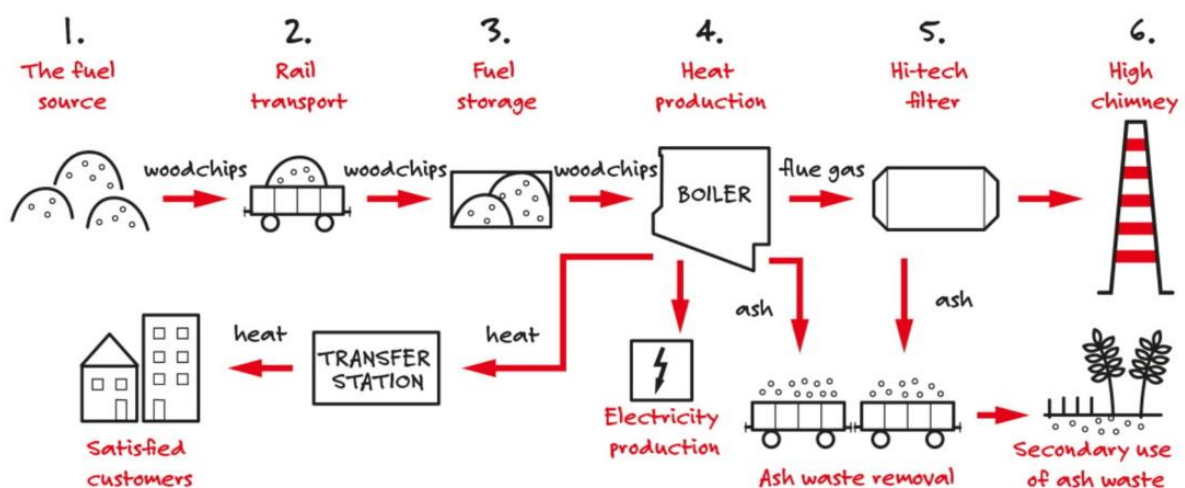 1.
The fuel
source
2.
Rail
transport
3.
Fuel
storage
4.
Heat
production
5.
Hi-tech
filter
6.
High
chimney
woodchips
woodchips
woodchips
BOILER
flue gas
ash
ash
heat
TRANSFER
STATION
heat
Satisfied
customers
Electricity
production
Ash waste removal
Secondary use
of ash waste